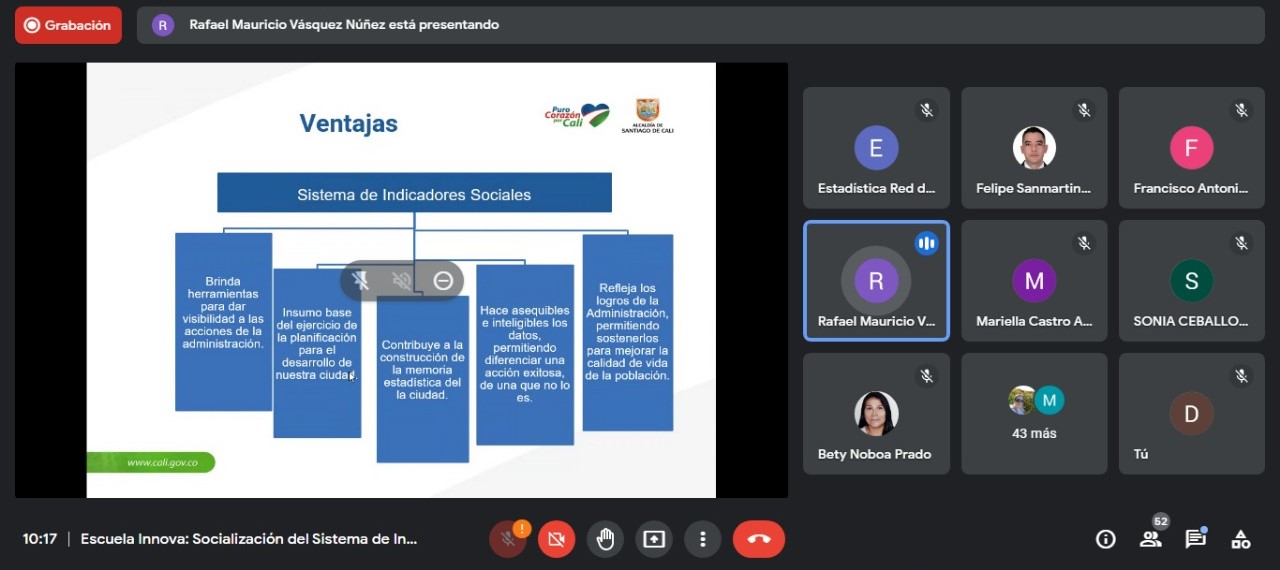 Grabación
R
Rafael Mauricio Vásquez Núñez está presentando
Ventajas
Puro
Corazón
por Cali
ALCALDÍA DE
SANTIAGO DE CALI
Sistema de Indicadores Sociales
Brinda
herramientas
para dar
visibilidad a las
acciones de la
administración.
Insumo base
del ejercicio de
la planificación
para el
desarrollo de
nuestra ciudad.
Contribuye a la
construcción de
la memoria
estadística del
la ciudad.
Hace asequibles
e inteligibles los
datos,
permitiendo
diferenciar una
acción exitosa,
de una que no lo
es.
Refleja los
logros de la
Administración,
permitiendo
sostenerlos
para mejorar la
calidad de vida
de la población.
www.cali.gov.co
E
Estadística Red d...
Felipe Sanmartin...
F
Francisco Antoni...
R
Rafael Mauricio V...
M
Mariella Castro A...
S
SONIA CEBALLO...
Bety Noboa Prado
M
43 más
D
Tú
10:17 | Escuela Innova: Socialización del Sistema de In...
!
52